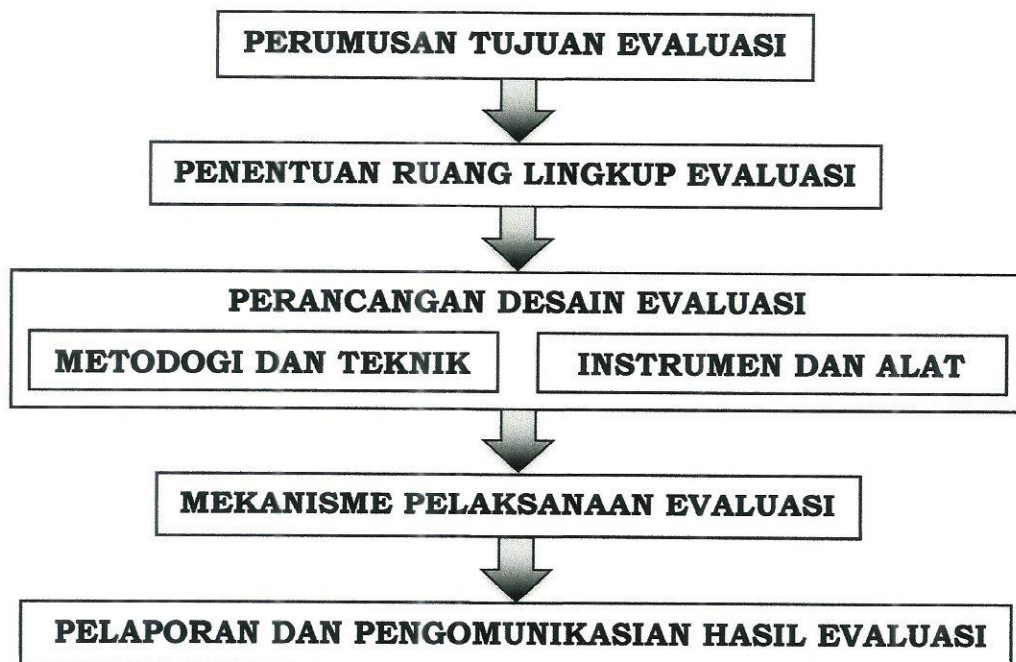 PERUMUSAN TUJUAN EVALUASI
PENENTUAN RUANG LINGKUP EVALUASI
PERANCANGAN DESAIN EVALUASI
METODOGI DAN TEKNIK
INSTRUMEN DAN ALAT
MEKANISME PELAKSANAAN EVALUASI
PELAPORAN DAN PENGOMUNIKASIAN HASIL EVALUASI